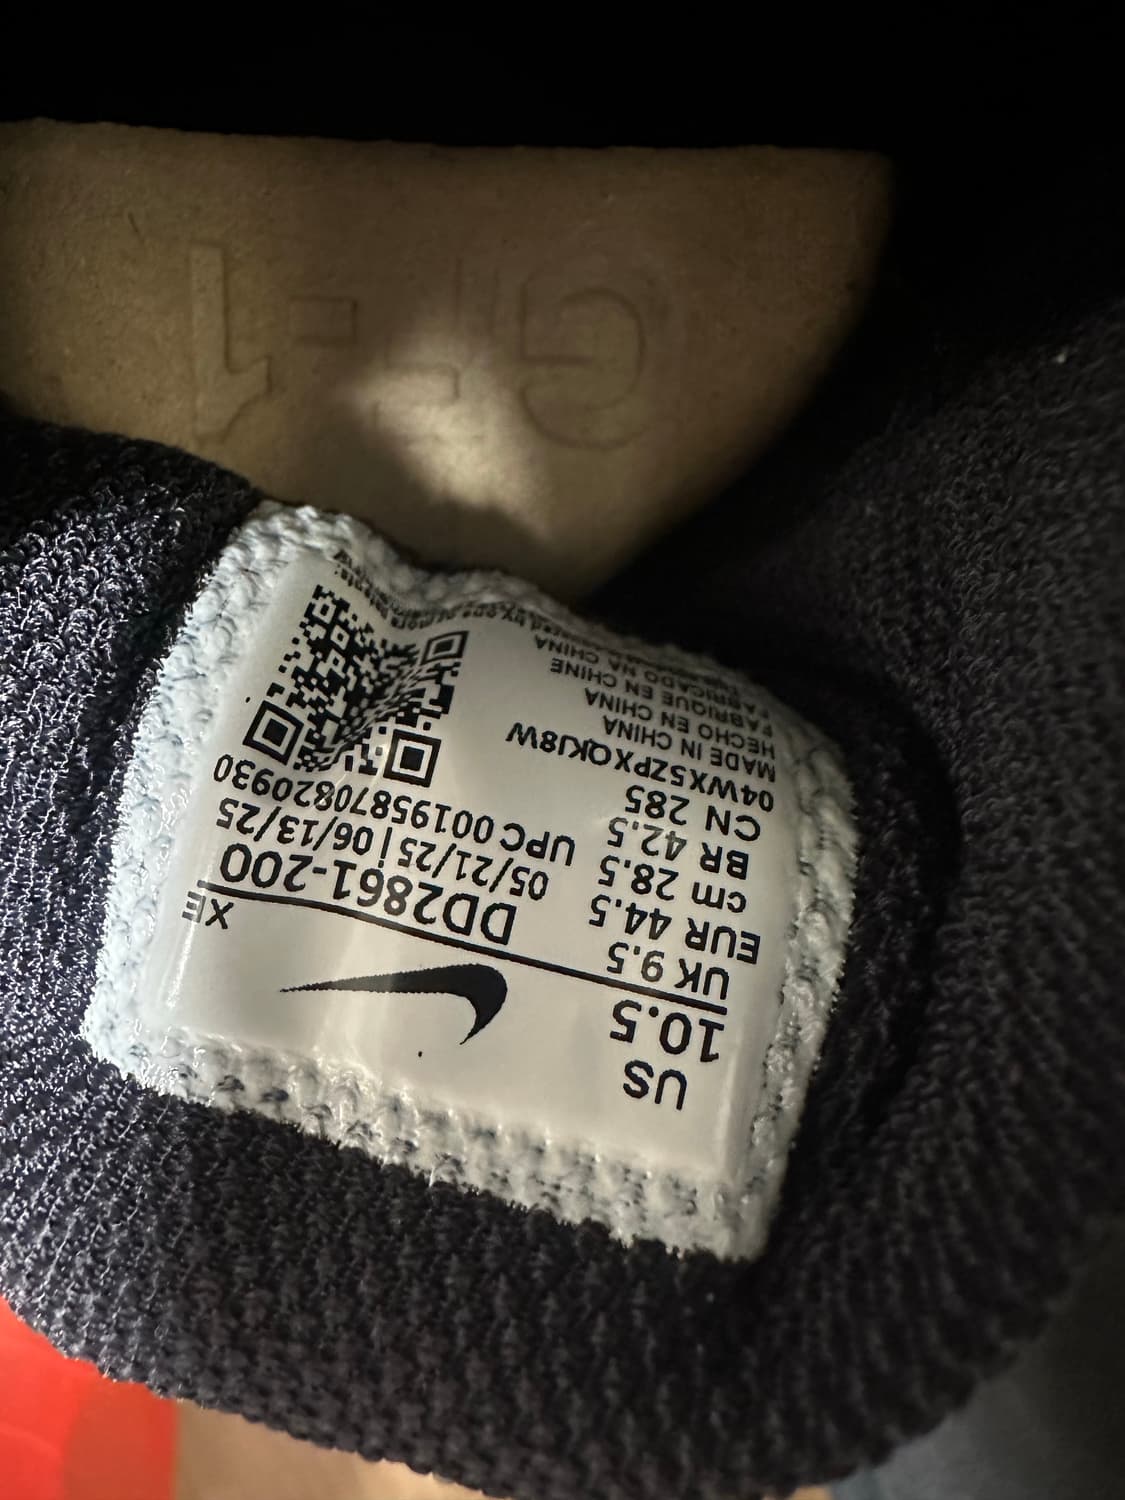 US
10.5
UK 9.5
EUR 44.5
cm 28.5
BR 42.5
CN 285
04WX5ZPXQKJ8W
MADE IN CHINA
HECHO EN CHINA
FABRIQUE EN CHINE
FABRICADO NA CHINA
XE
DD2861-200
05/21/25 | 06/13/25
UPC 00195870820930